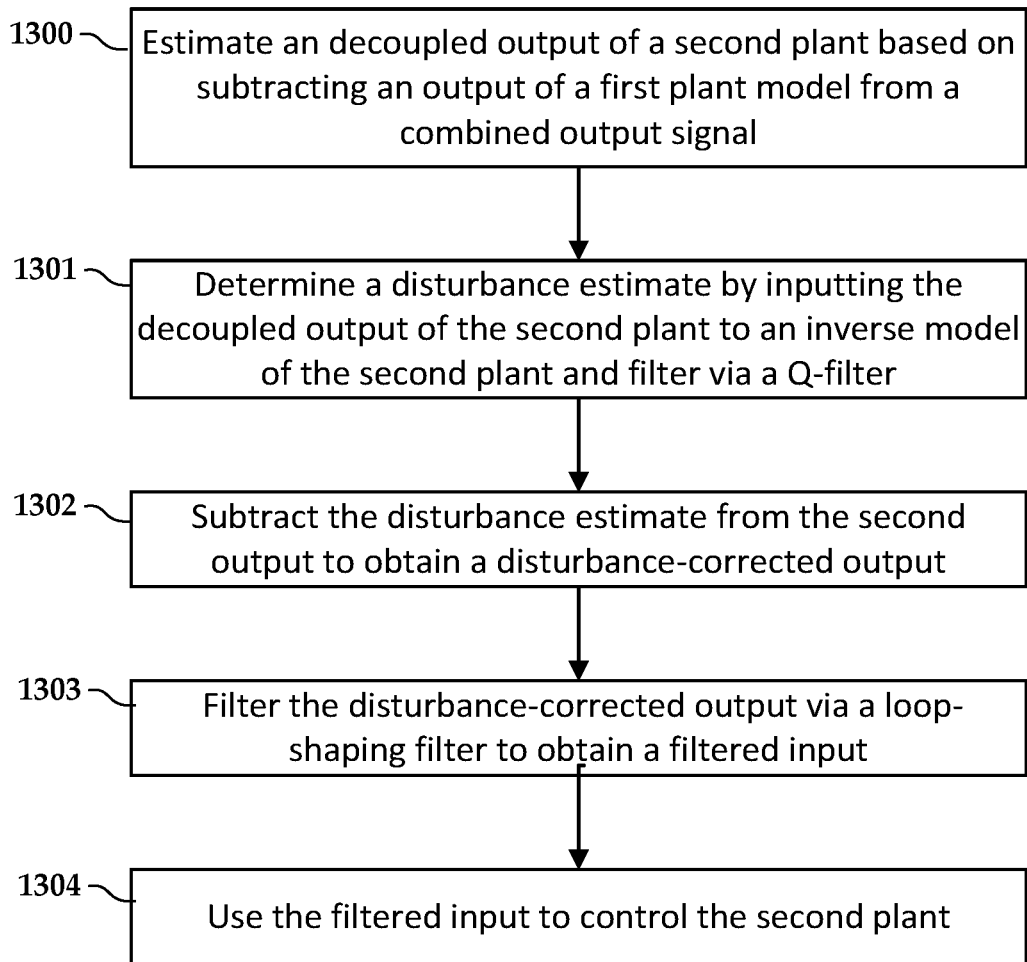 1300
Estimate an decoupled output of a second plant based on
subtracting an output of a first plant model from a
combined output signal
1301
Determine a disturbance estimate by inputting the
decoupled output of the second plant to an inverse model
of the second plant and filter via a Q-filter
1302
Subtract the disturbance estimate from the second
output to obtain a disturbance-corrected output
1303
Filter the disturbance-corrected output via a loop-
shaping filter to obtain a filtered input
1304
Use the filtered input to control the second plant